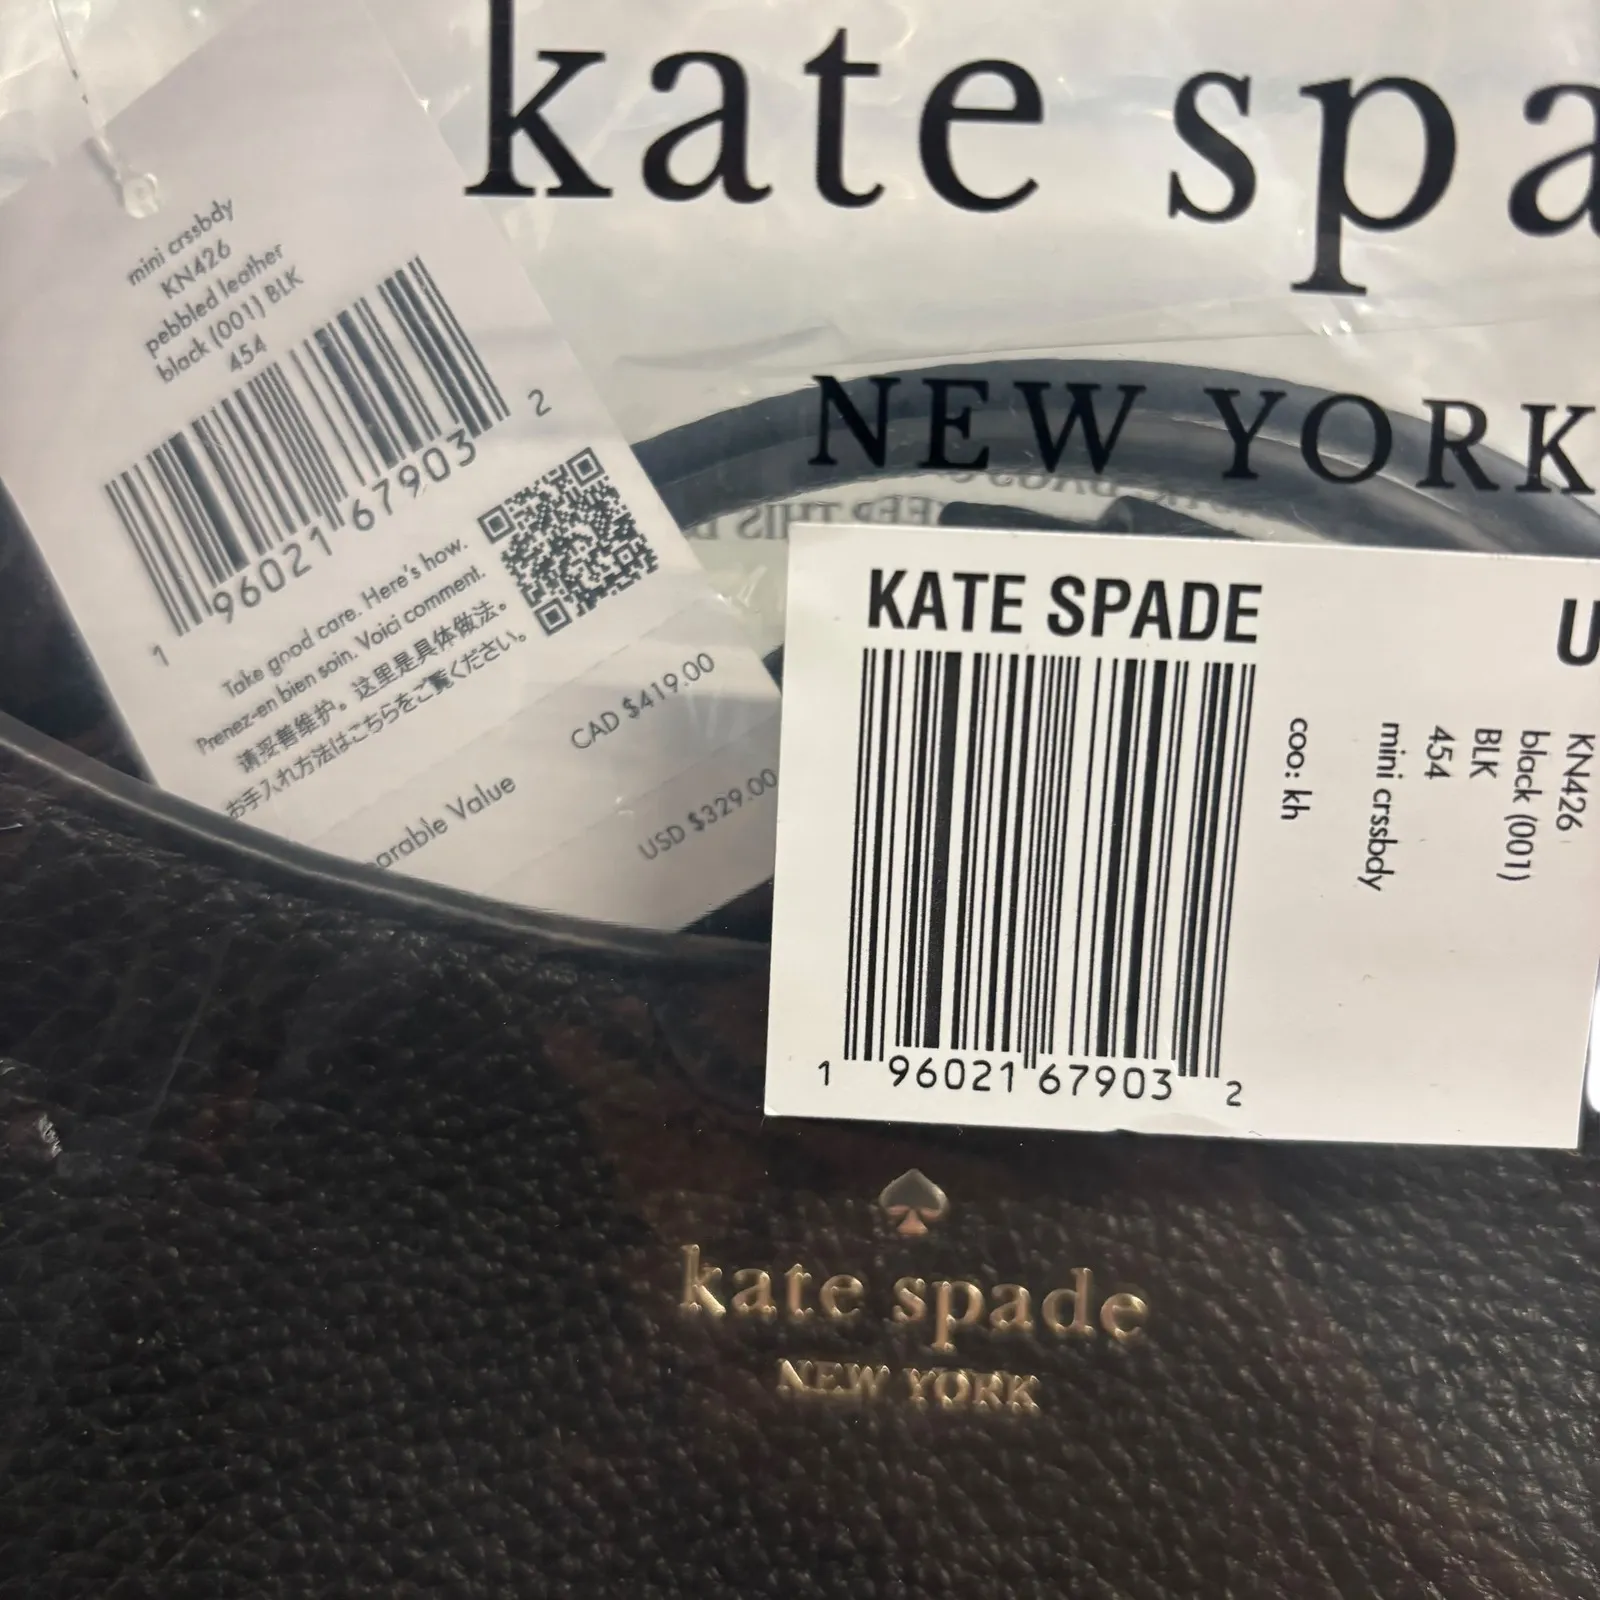 kate spa
NEW YORK
mini crssbdy
KN426
pebbled leather
black (001) BLK
454
1 96021 67903 2
Take good care. Here's how.
Prenez-en bien soin. Voici comment.
请妥善维护。这里是具体做法。
お手入れ方法はこちらをご覧ください。
CAD $419.00
arable Value
USD $329.00
KEEP THIS
KATE SPADE
U
KN426
black (001)
BLK
454
mini crssbdy
coo: kh
1 96021 67903 2
kate spade
NEW YORK